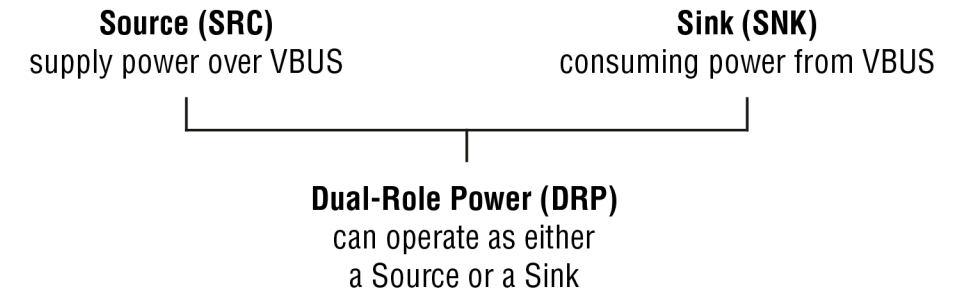 Source (SRC)
supply power over VBUS
Sink (SNK)
consuming power from VBUS
Dual-Role Power (DRP)
can operate as either
a Source or a Sink